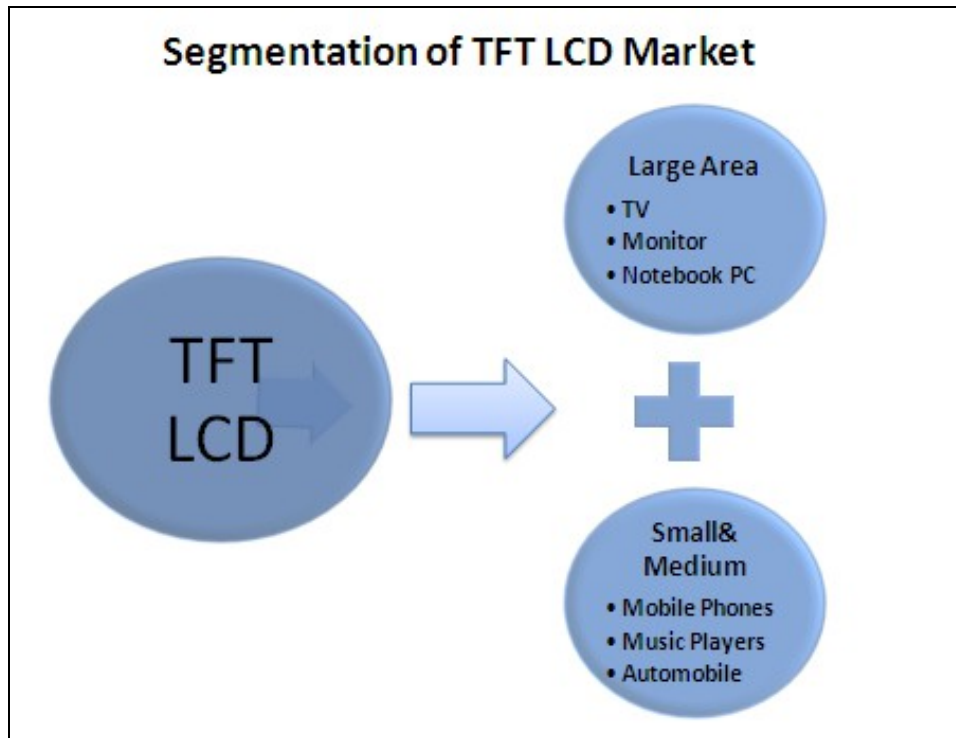 Segmentation of TFT LCD Market
TFT
LCD
Large Area
• TV
• Monitor
• Notebook PC
Small&
Medium
• Mobile Phones
• Music Players
• Automobile